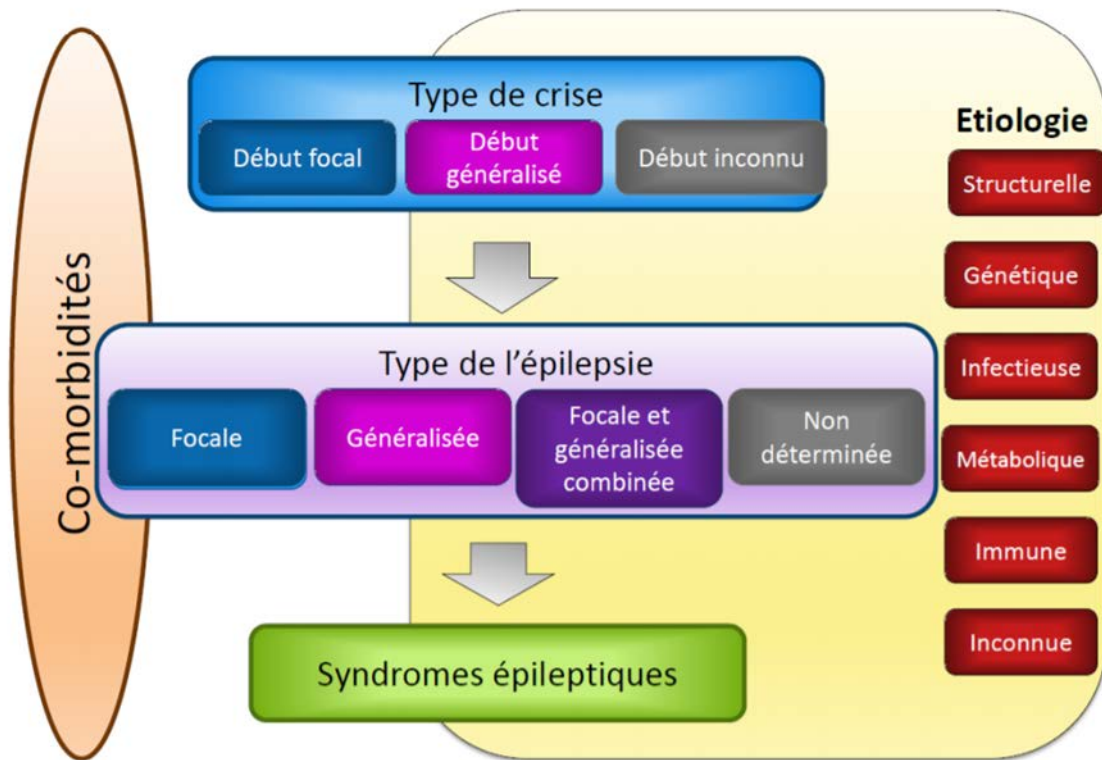 Co-morbidités
Type de crise
Début focal
Début
généralisé
Début inconnu
Type de l'épilepsie
Focale
Généralisée
Focale et
généralisée
combinée
Non
déterminée
Syndromes épileptiques
Etiologie
Structurelle
Génétique
Infectieuse
Métabolique
Immune
Inconnue